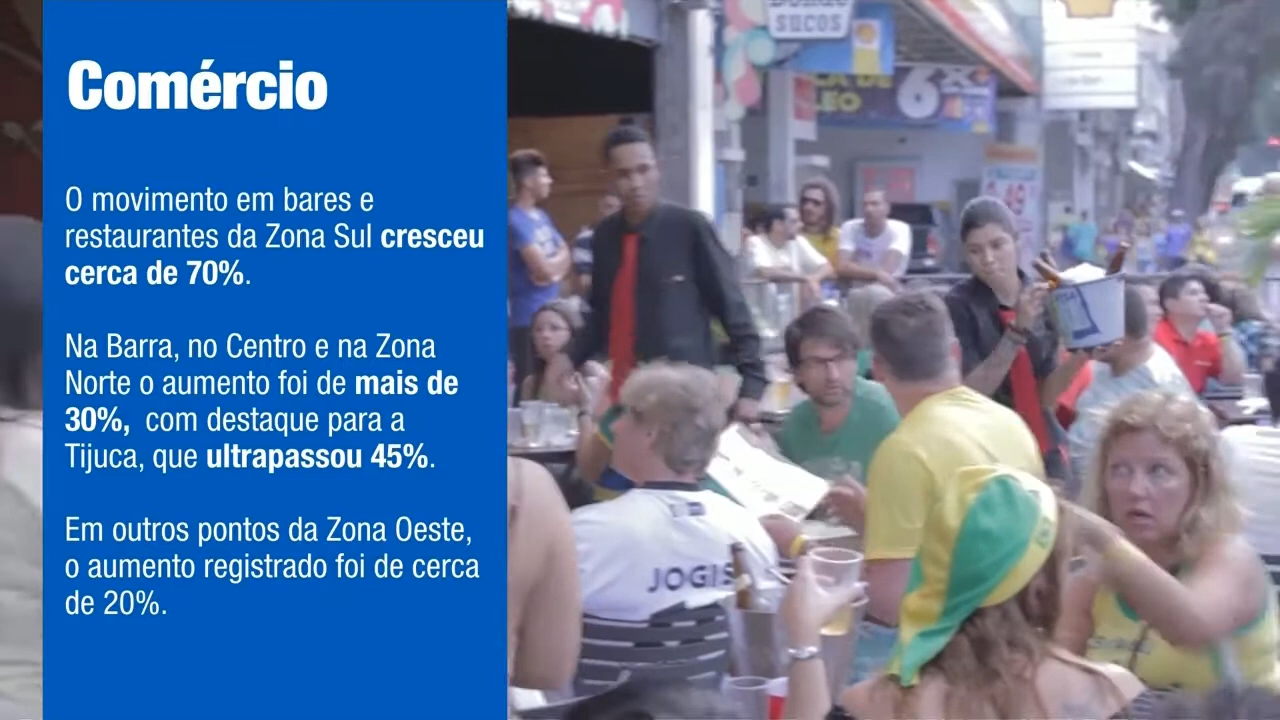 Comércio
O movimento em bares e
restaurantes da Zona Sul cresceu
cerca de 70%.
Na Barra, no Centro e na Zona
Norte o aumento foi de mais de
30%, com destaque para a
Tijuca, que ultrapassou 45%.
Em outros pontos da Zona Oeste,
o aumento registrado foi de cerca
de 20%.
SUCOS
6X
JOGIS